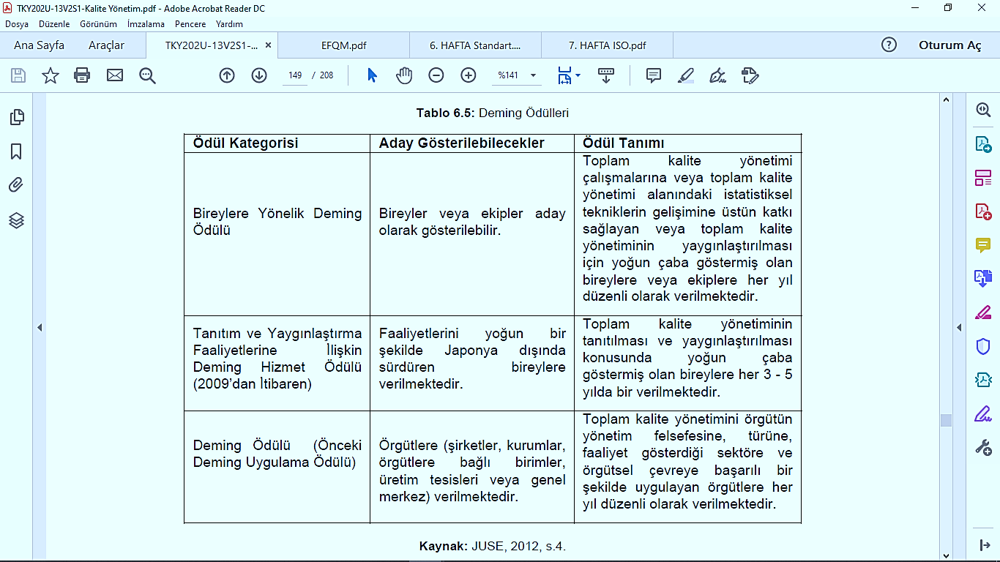 TKY202U-13V2S1-Kalite Yönetim.pdf - Adobe Acrobat Reader DC
Dosya Düzenle Görünüm İmzalama Pencere Yardım
Ana Sayfa Araçlar TKY202U-13V2S1-... × EFQM.pdf 6. HAFTA Standart.... 7. HAFTA ISO.pdf Oturum Aç
149 / 208 %141
Tablo 6.5: Deming Ödülleri
Ödül Kategorisi Aday Gösterilebilecekler Ödül Tanımı
Bireylere Yönelik Deming
Ödülü
Bireyler veya ekipler aday
olarak gösterilebilir.
Toplam kalite yönetimi
çalışmalarına veya toplam kalite
yönetimi alanındaki istatistiksel
tekniklerin gelişimine üstün katkı
sağlayan veya toplam kalite
yönetiminin yaygınlaştırılması
için yoğun çaba göstermiş olan
bireylere veya ekiplere her yıl
düzenli olarak verilmektedir.
Tanıtım ve Yaygınlaştırma
Faaliyetlerine İlişkin
Deming Hizmet Ödülü
(2009’dan İtibaren)
Faaliyetlerini yoğun bir
şekilde Japonya dışında
sürdüren bireylere
verilmektedir.
Toplam kalite yönetiminin
tanıtılması ve yaygınlaştırılması
konusunda yoğun çaba
göstermiş olan bireylere her 3 - 5
yılda bir verilmektedir.
Deming Ödülü (Önceki
Deming Uygulama Ödülü)
Örgütlere (şirketler, kurumlar,
örgütlere bağlı birimler,
üretim tesisleri veya genel
merkez) verilmektedir.
Toplam kalite yönetimini örgütün
yönetim felsefesine, türüne,
faaliyet gösterdiği sektöre ve
örgütsel çevreye başarılı bir
şekilde uygulayan örgütlere her
yıl düzenli olarak verilmektedir.
Kaynak: JUSE, 2012, s.4.